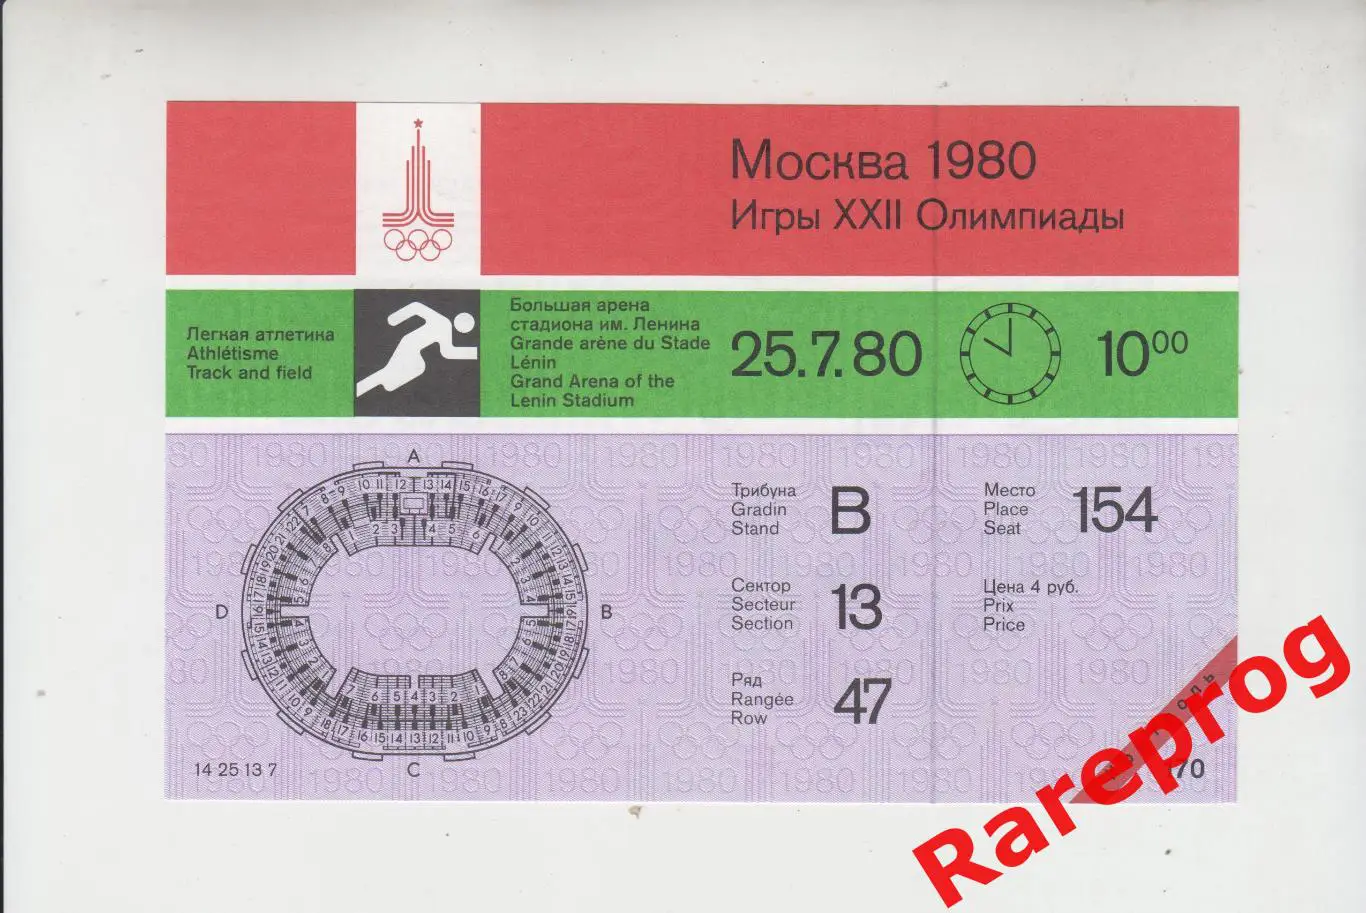 Москва 1980
Игры XXII Олимпиады
Легкая атлетика
Athlétisme
Track and field
Большая арена
стадиона им. Ленина
Grande arène du Stade
Lénin
Grand Arena of the
Lenin Stadium
25.7.80
10⁰⁰
A
B
C
D
Трибуна
Gradin
Stand
B
Место
Place
Seat
154
Сектор
Secteur
Section
13
Цена 4 руб.
Prix
Price
Ряд
Rangée
Row
47
14 25 13 7
70
Rareprog